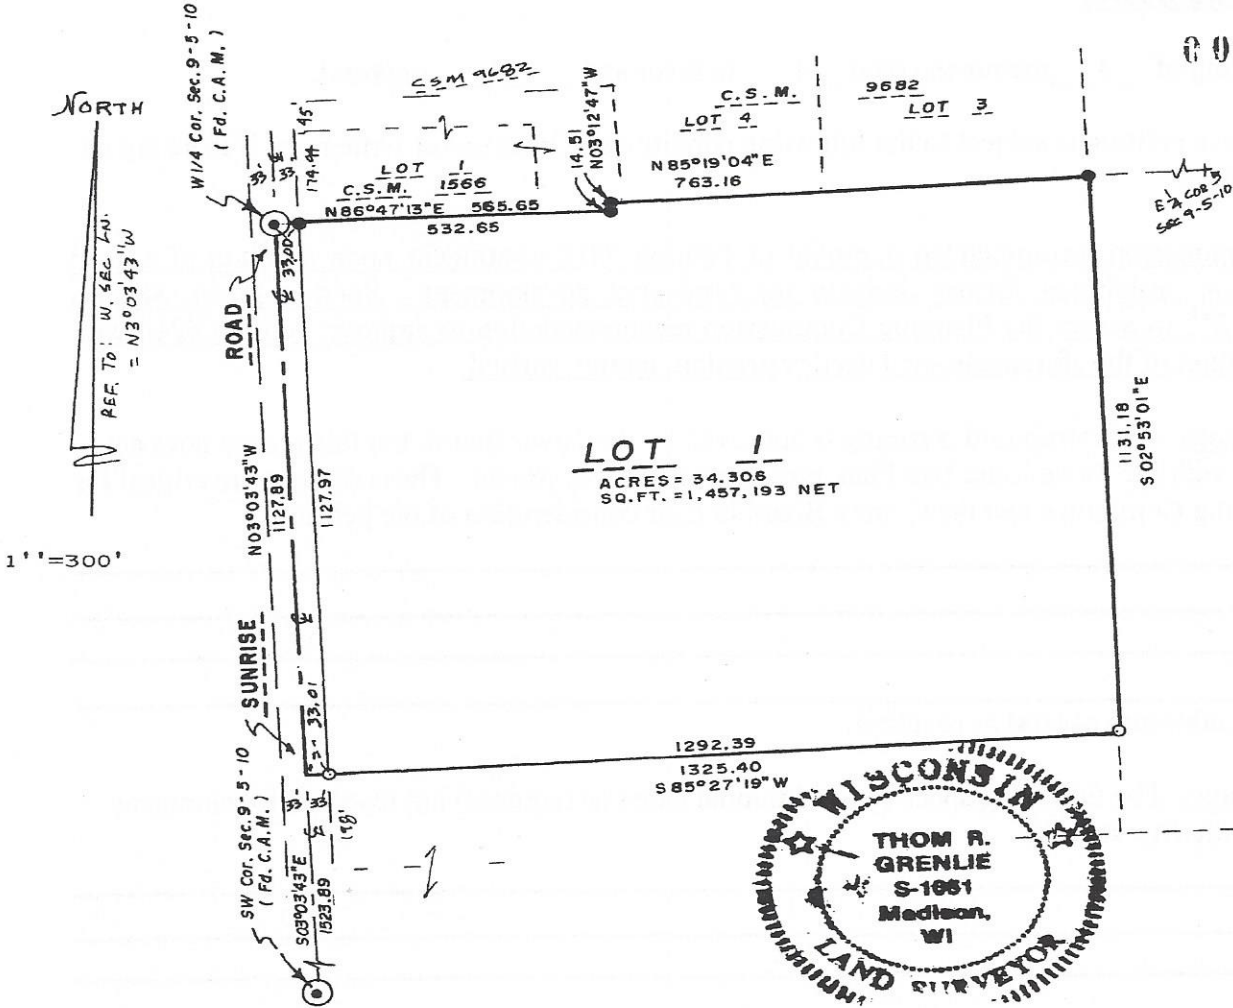 NORTH
REF. TO: W. SEC. LN.
= N3°03'43"W
1''=300'
W1/4 Cor. Sec. 9-5-10
( Fd. C.A.M. )
33' 33'
174.94
45'
CSM 9682
LOT 1
C.S.M. 1566
N86°47'13"E 565.65
532.65
14.51
N03°12'47"W
C.S.M. 9682
LOT 4
LOT 3
N85°19'04"E
763.16
E 1/4 COR
SEC 9-5-10
33.00
ROAD
N03°03'43"W
1127.89
1127.97
LOT 1
ACRES = 34.306
SQ.FT. = 1,457,193 NET
1131.18
S02°53'01"E
SUNRISE
33.01
1292.39
1325.40
S85°27'19"W
33' 33'
198'
SW Cor. Sec. 9-5-10
( Fd. C.A.M. )
S03°03'43"E
1523.89
WISCONSIN
THOM R.
GRENLIE
S-1051
Madison,
WI
LAND SURVEYOR